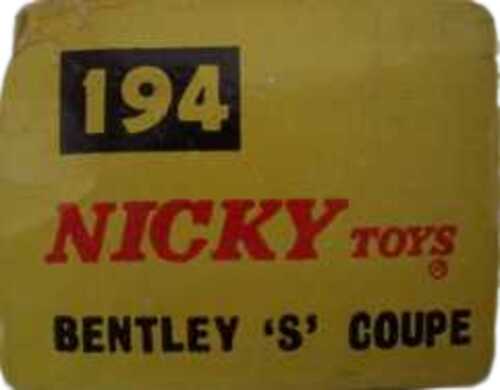 194
NICKY TOYS
®
BENTLEY 'S' COUPE